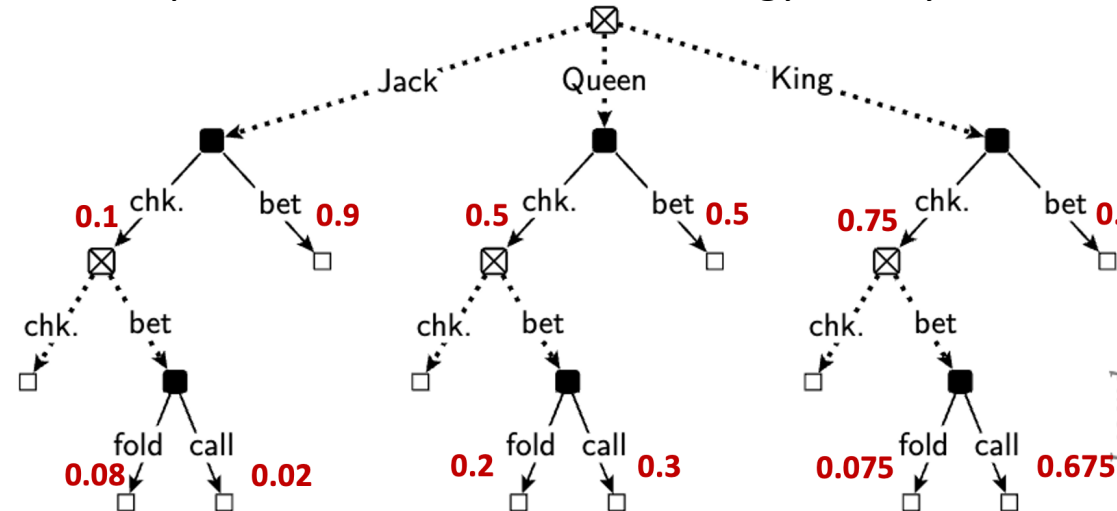 Jack Queen King
chk. bet chk. bet chk. bet
0.1 0.9 0.5 0.5 0.75 0.
chk. bet chk. bet chk. bet
fold call fold call fold call
0.08 0.02 0.2 0.3 0.075 0.675